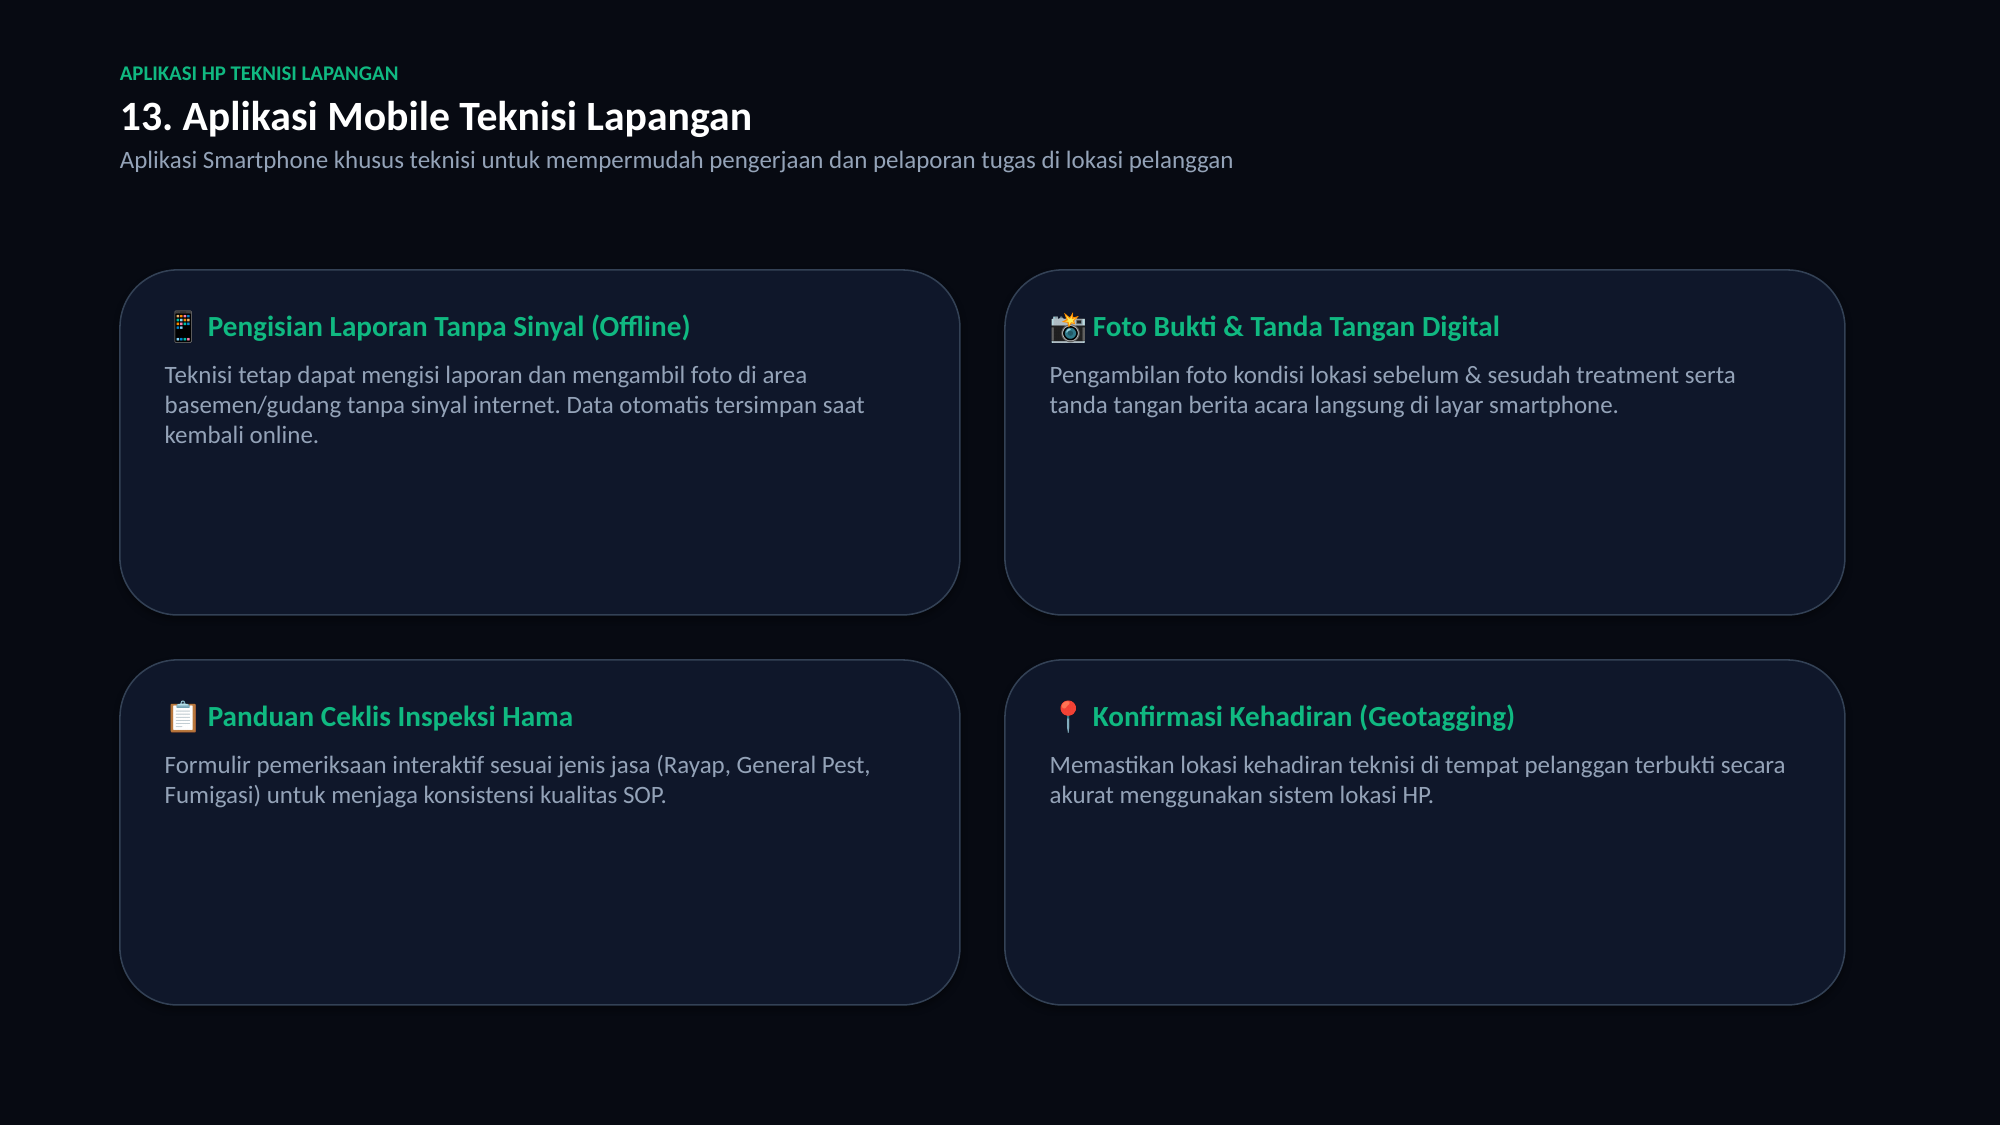 APLIKASI HP TEKNISI LAPANGAN
13. Aplikasi Mobile Teknisi Lapangan
Aplikasi Smartphone khusus teknisi untuk mempermudah pengerjaan dan pelaporan tugas di lokasi pelanggan
📱 Pengisian Laporan Tanpa Sinyal (Offline)
Teknisi tetap dapat mengisi laporan dan mengambil foto di area
basemen/gudang tanpa sinyal internet. Data otomatis tersimpan saat
kembali online.
📸 Foto Bukti & Tanda Tangan Digital
Pengambilan foto kondisi lokasi sebelum & sesudah treatment serta
tanda tangan berita acara langsung di layar smartphone.
📋 Panduan Ceklis Inspeksi Hama
Formulir pemeriksaan interaktif sesuai jenis jasa (Rayap, General Pest,
Fumigasi) untuk menjaga konsistensi kualitas SOP.
📍 Konfirmasi Kehadiran (Geotagging)
Memastikan lokasi kehadiran teknisi di tempat pelanggan terbukti secara
akurat menggunakan sistem lokasi HP.